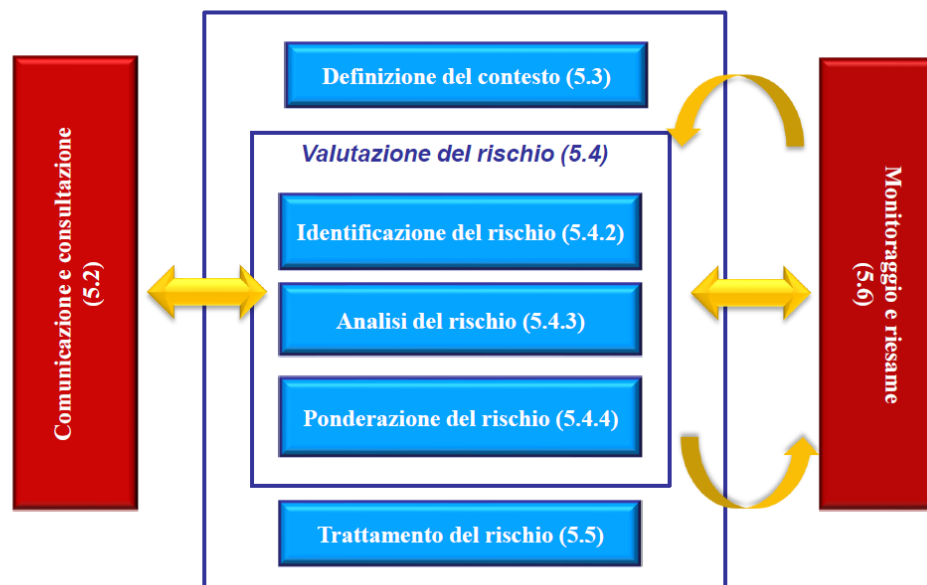 Comunicazione e consultazione
(5.2)
Definizione del contesto (5.3)
Valutazione del rischio (5.4)
Identificazione del rischio (5.4.2)
Analisi del rischio (5.4.3)
Ponderazione del rischio (5.4.4)
Trattamento del rischio (5.5)
Monitoraggio e riesame
(5.6)